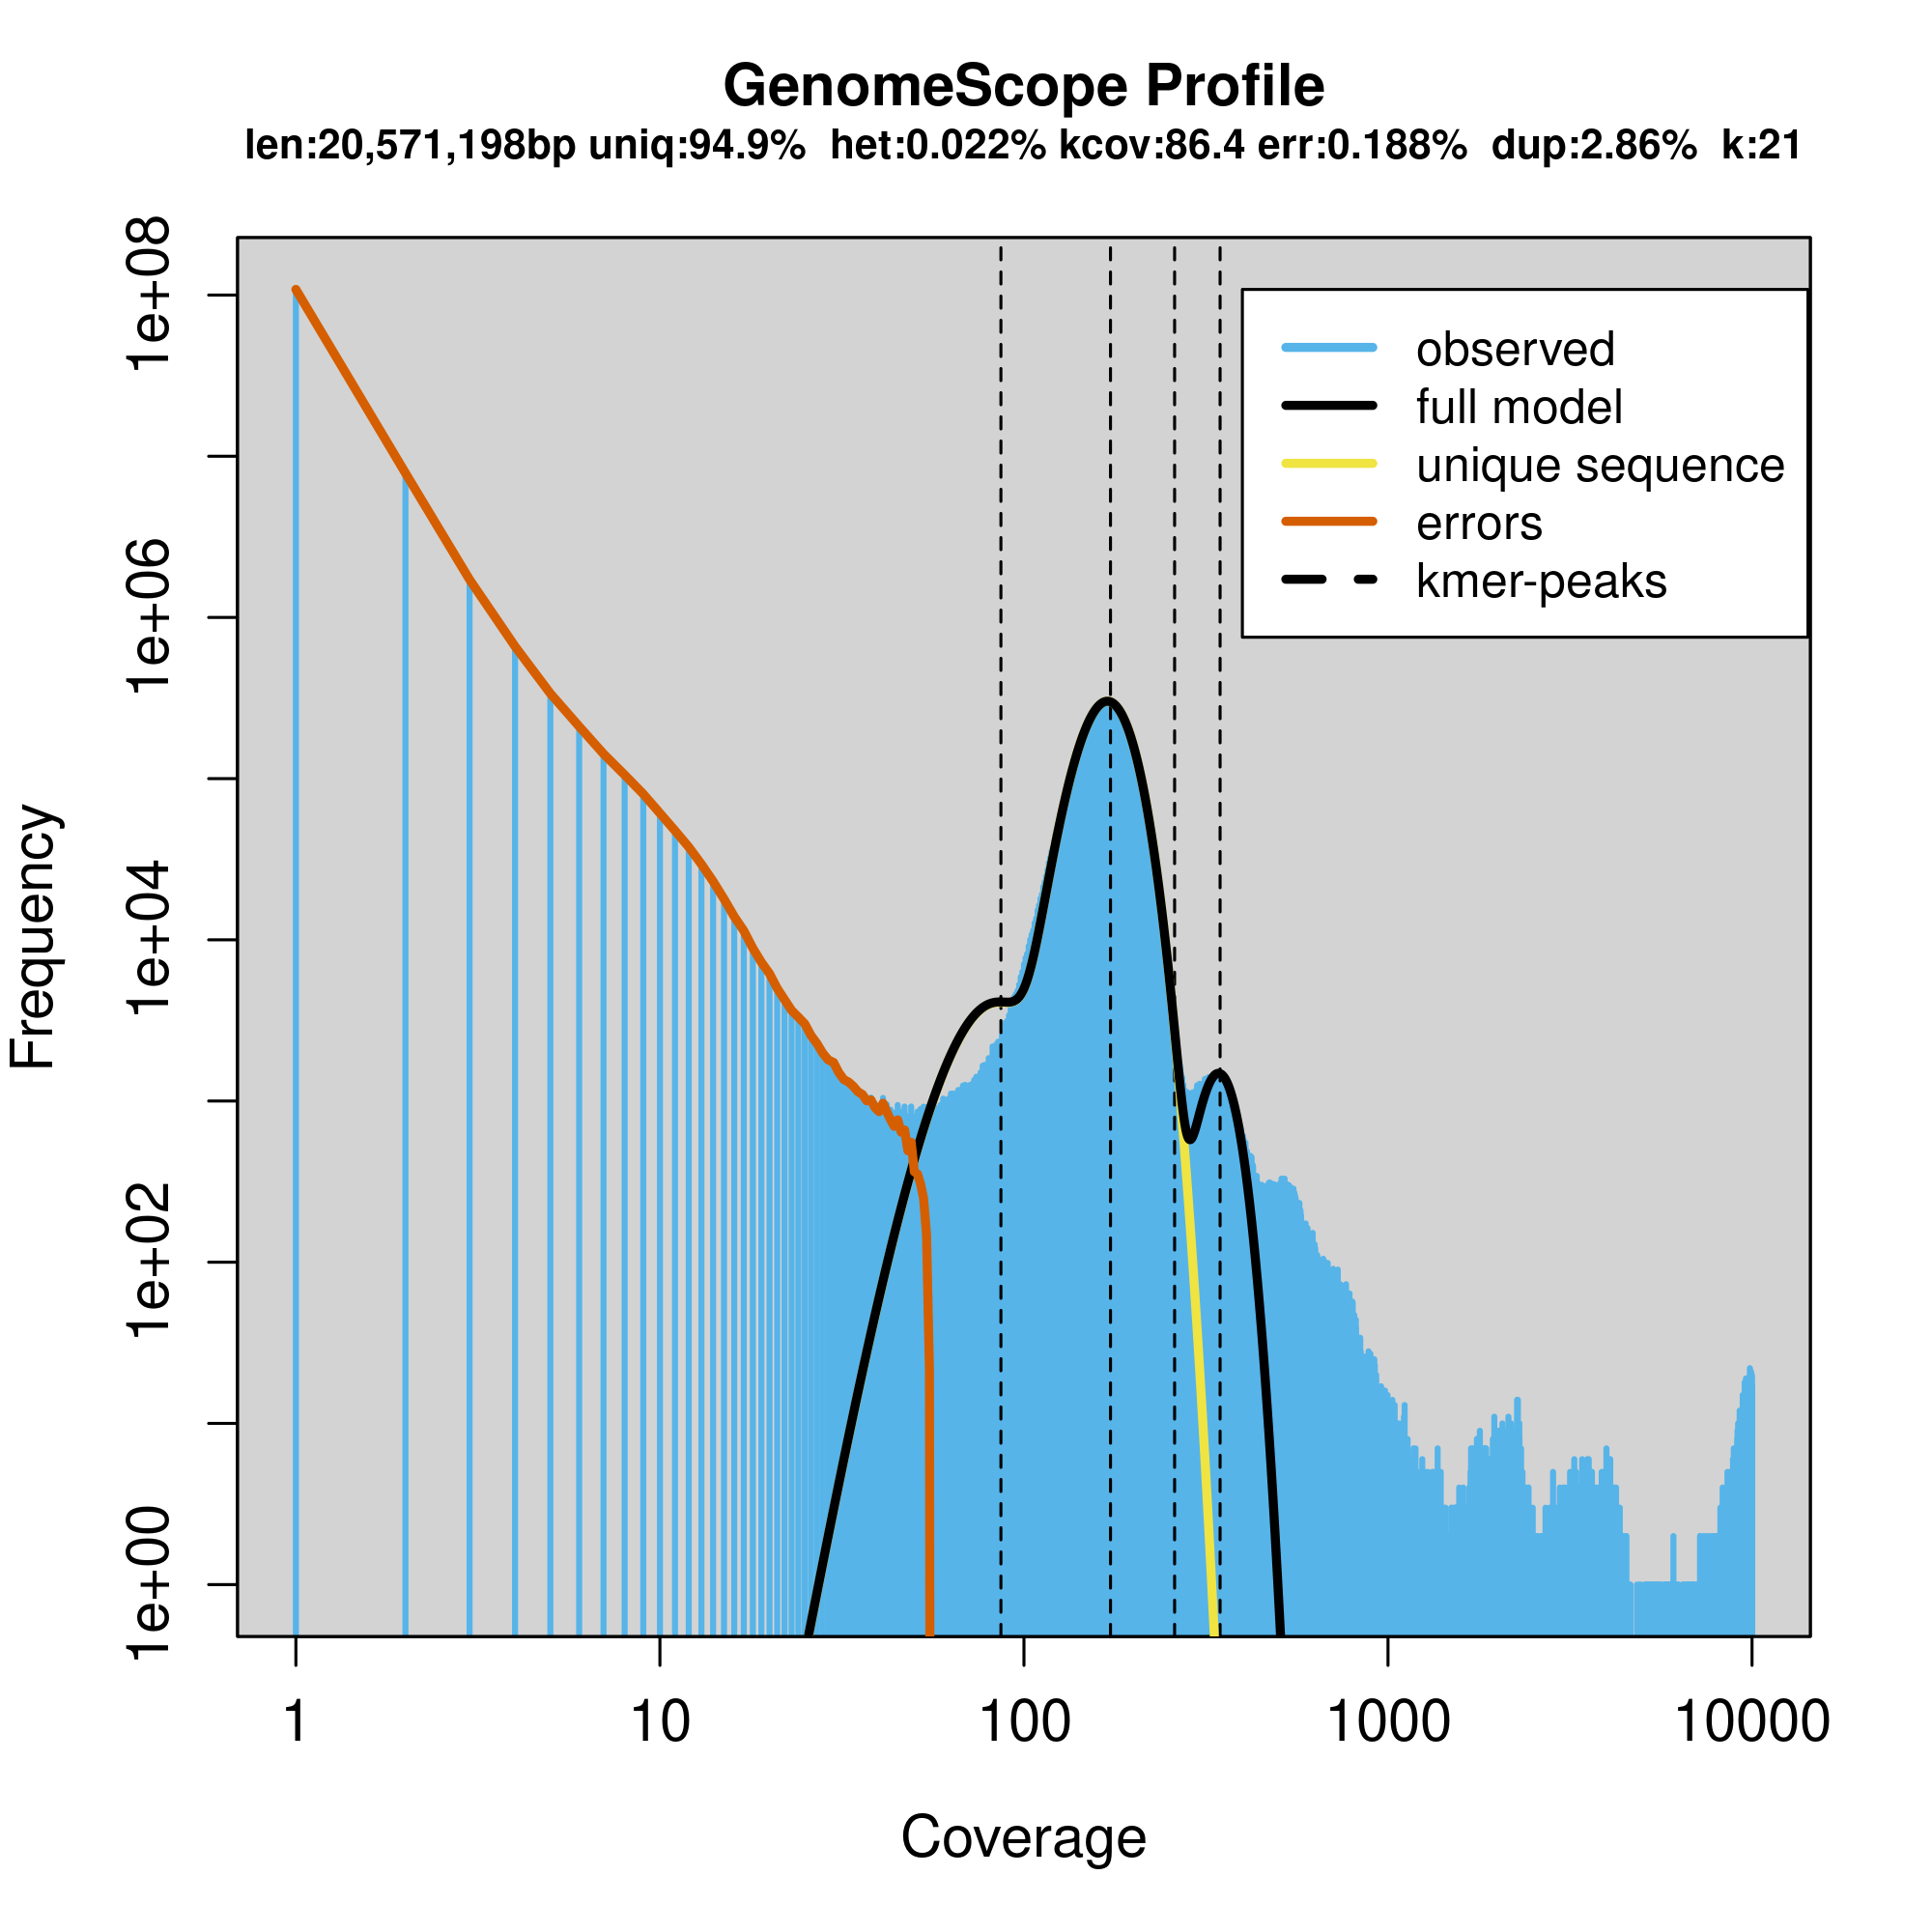 GenomeScope Profile
len:20,571,198bp uniq:94.9% het:0.022% kcov:86.4 err:0.188% dup:2.86% k:21
1e+08
1e+06
1e+04
1e+02
1e+00
Frequency
observed
full model
unique sequence
errors
kmer-peaks
1 10 100 1000 10000
Coverage